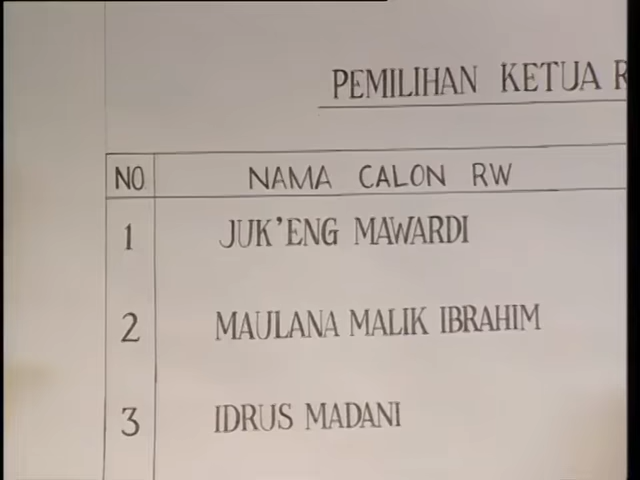 PEMILIHAN KETUA
NO NAMA CALON RW
1 JUK'ENG MAWARDI
2 MAULANA MALIK IBRAHIM
3 IDRUS MADANI